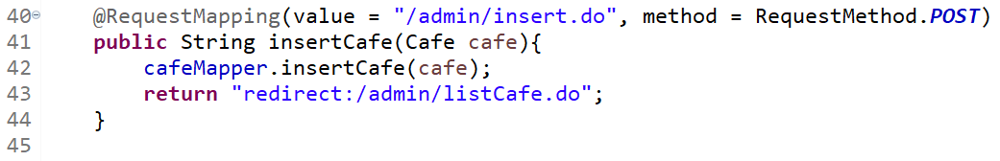 40 @RequestMapping(value = "/admin/insert.do", method = RequestMethod.POST)
41 public String insertCafe(Cafe cafe){
42 cafeMapper.insertCafe(cafe);
43 return "redirect:/admin/listCafe.do";
44 }
45